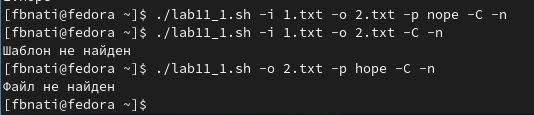 [fbnati@fedora ~]$ ./lab11_1.sh -i 1.txt -o 2.txt -p nope -C -n
[fbnati@fedora ~]$ ./lab11_1.sh -i 1.txt -o 2.txt -C -n
Шаблон не найден
[fbnati@fedora ~]$ ./lab11_1.sh -o 2.txt -p hope -C -n
Файл не найден
[fbnati@fedora ~]$